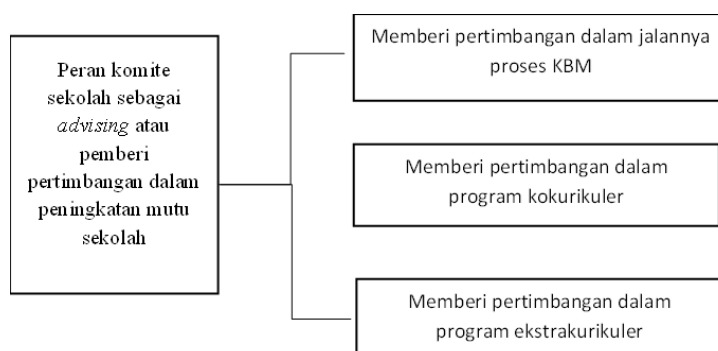 Peran komite
sekolah sebagai
advising atau
pemberi
pertimbangan dalam
peningkatan mutu
sekolah
Memberi pertimbangan dalam jalannya
proses KBM
Memberi pertimbangan dalam
program kokurikuler
Memberi pertimbangan dalam
program ekstrakurikuler